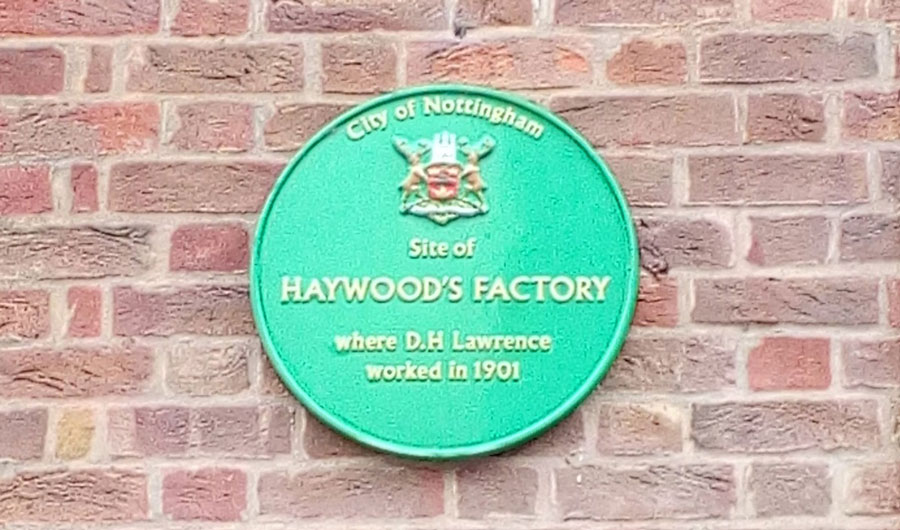 City of Nottingham
Site of
HAYWOOD'S FACTORY
where D.H Lawrence
worked in 1901